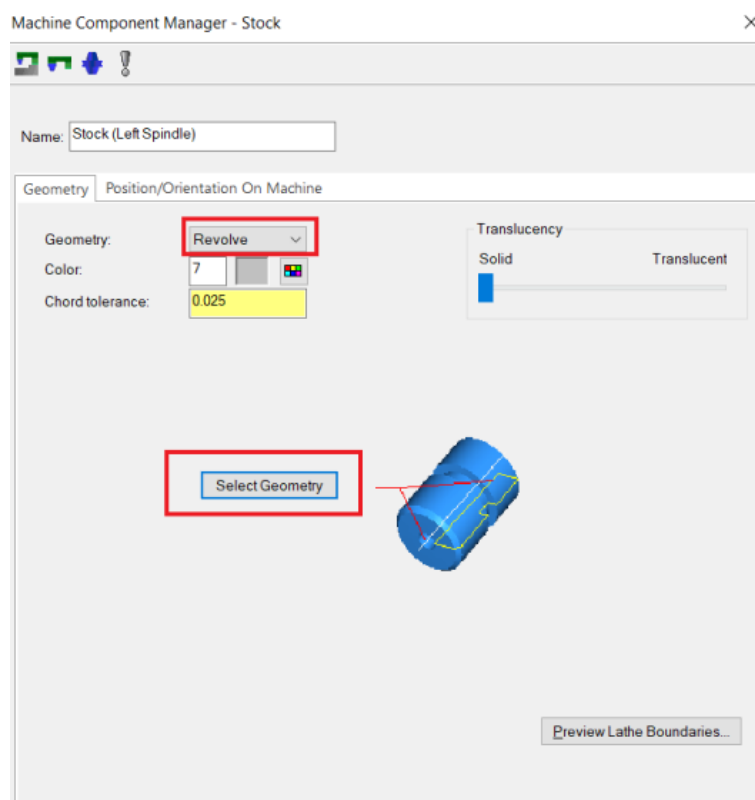 Machine Component Manager - Stock
Name: Stock (Left Spindle)
Geometry Position/Orientation On Machine
Geometry: Revolve
Color: 7
Chord tolerance: 0.025
Translucency
Solid Translucent
Select Geometry
Preview Lathe Boundaries...